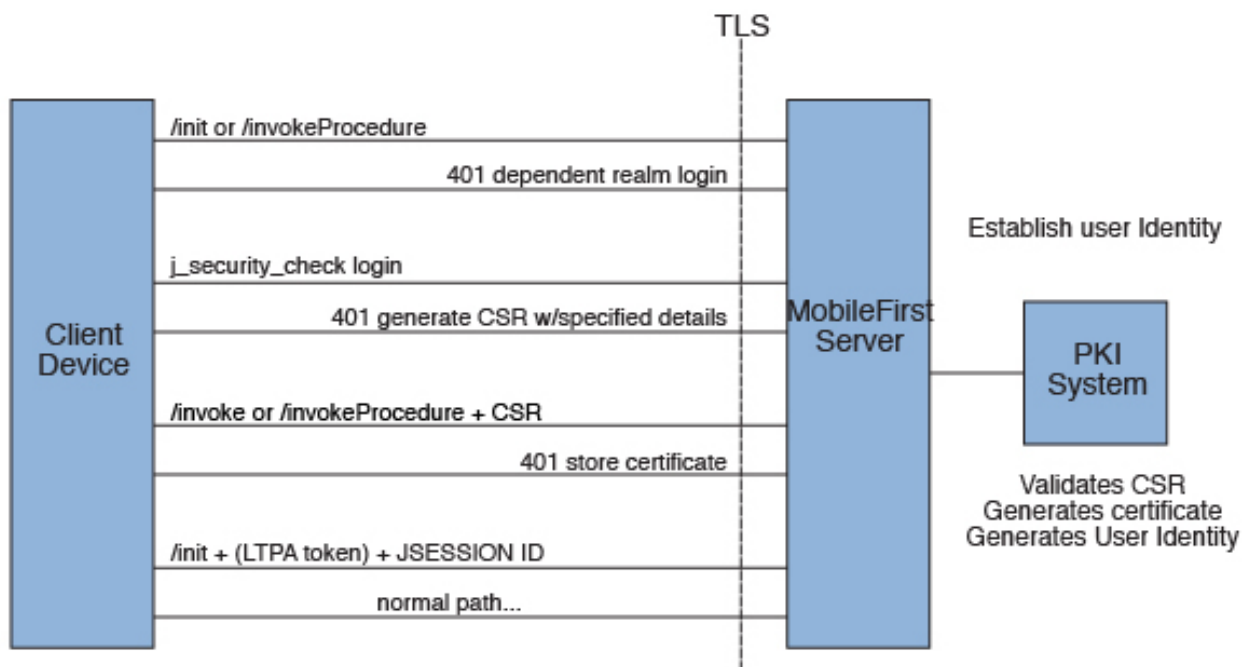 TLS
/init or /invokeProcedure
401 dependent realm login
Establish user Identity
j_security_check login
401 generate CSR w/specified details
Client
Device
MobileFirst
Server
PKI
System
/invoke or /invokeProcedure + CSR
401 store certificate
Validates CSR
Generates certificate
Generates User Identity
/init + (LTPA token) + JSESSION ID
normal path...